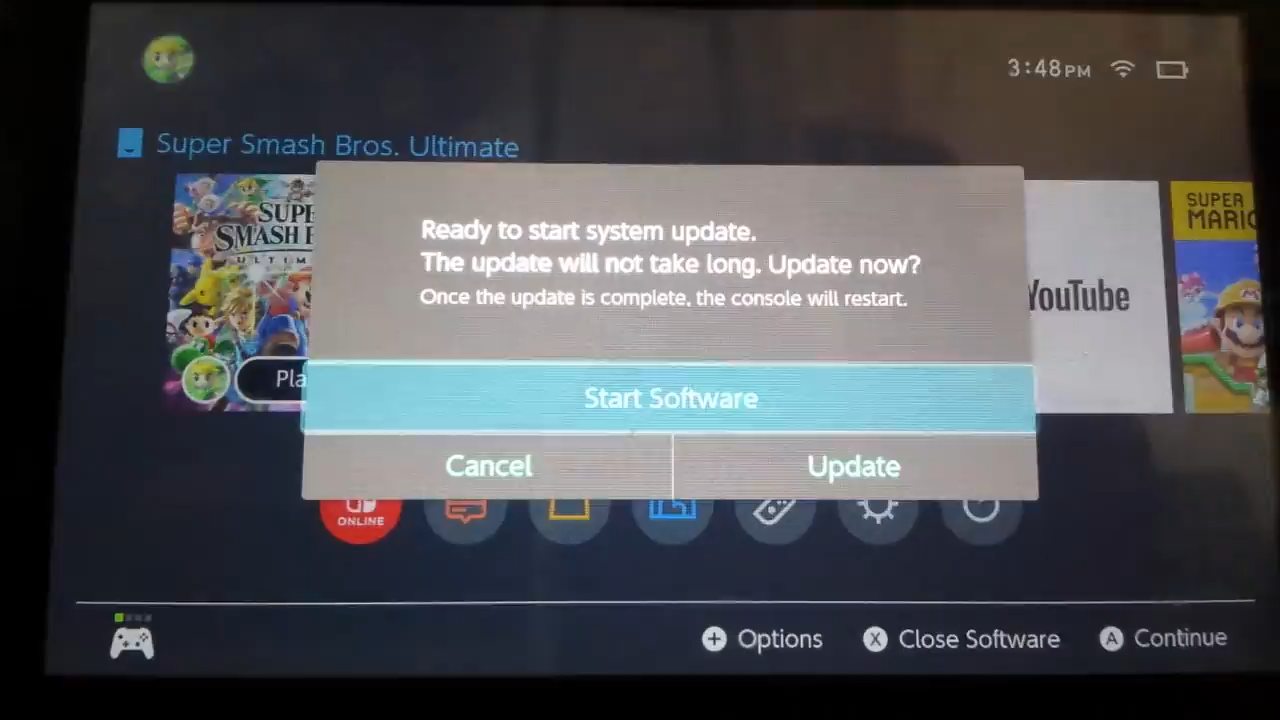 3:48PM
Super Smash Bros. Ultimate
SUPE
SMASH B
ULTIM
Ready to start system update.
The update will not take long. Update now?
Once the update is complete, the console will restart.
YouTube
SUPER
MARIO
Pla
Start Software
Cancel
Update
ONLINE
+ Options
X Close Software
A Continue